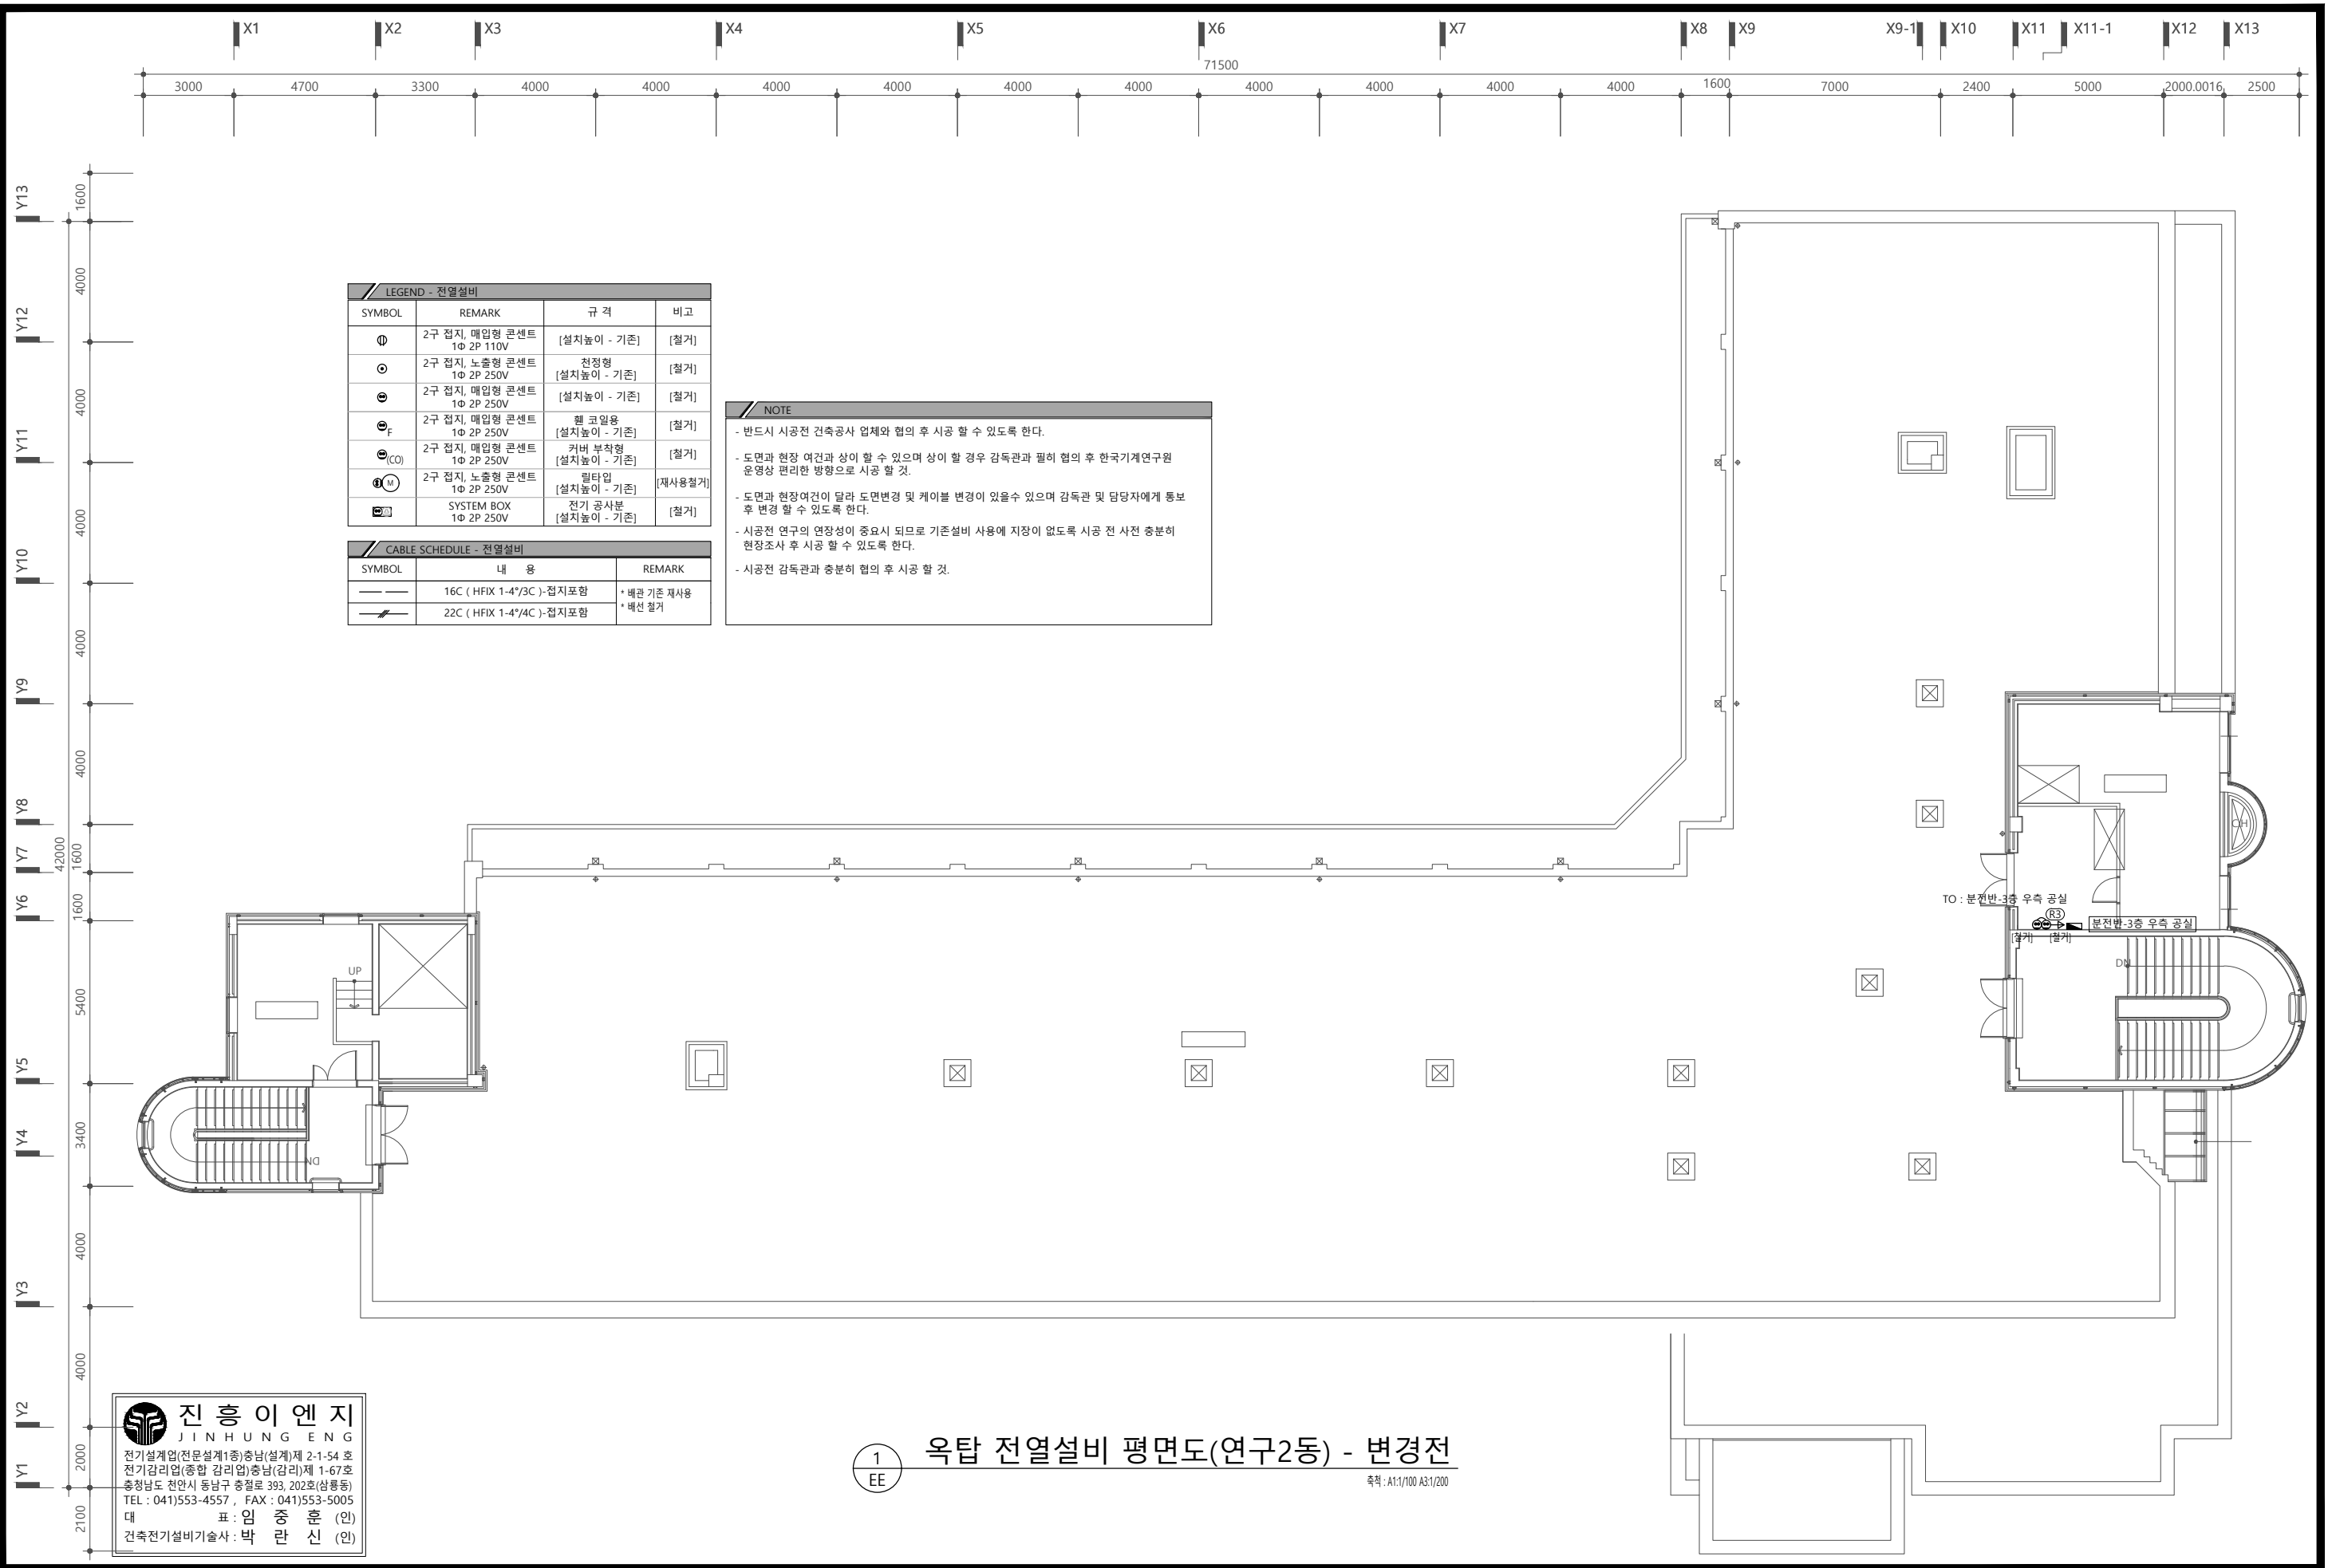 X1 X2 X3 X4 X5 X6 X7 X8 X9 X9-1 X10 X11 X11-1 X12 X13
71500
3000 4700 3300 4000 4000 4000 4000 4000 4000 4000 4000 4000 4000 1600 7000 2400 5000 2000.0016 2500
Y13
Y12
Y11
Y10
Y9
Y8
Y7
Y6
Y5
Y4
Y3
Y2
Y1
42000
1600
4000
4000
4000
4000
4000
1600
1600
5400
3400
4000
4000
2000
2100
LEGEND - 전열설비
SYMBOL REMARK 규 격 비고
2구 접지, 매입형 콘센트
1Φ 2P 110V
[설치높이 - 기존]
[철거]
2구 접지, 노출형 콘센트
1Φ 2P 250V
천정형
[설치높이 - 기존]
[철거]
2구 접지, 매입형 콘센트
1Φ 2P 250V
[설치높이 - 기존]
[철거]
F
2구 접지, 매입형 콘센트
1Φ 2P 250V
휀 코일용
[설치높이 - 기존]
[철거]
(CO)
2구 접지, 매입형 콘센트
1Φ 2P 250V
커버 부착형
[설치높이 - 기존]
[철거]
M
2구 접지, 노출형 콘센트
1Φ 2P 250V
릴타입
[설치높이 - 기존]
[재사용철거]
SYSTEM BOX
1Φ 2P 250V
전기 공사분
[설치높이 - 기존]
[철거]
CABLE SCHEDULE - 전열설비
SYMBOL 내 용 REMARK
16C ( HFIX 1-4°/3C )-접지포함
22C ( HFIX 1-4°/4C )-접지포함
* 배관 기존 재사용
* 배선 철거
NOTE
- 반드시 시공전 건축공사 업체와 협의 후 시공 할 수 있도록 한다.
- 도면과 현장 여건과 상이 할 수 있으며 상이 할 경우 감독관과 필히 협의 후 한국기계연구원
운영상 편리한 방향으로 시공 할 것.
- 도면과 현장여건이 달라 도면변경 및 케이블 변경이 있을수 있으며 감독관 및 담당자에게 통보
후 변경 할 수 있도록 한다.
- 시공전 연구의 연장성이 중요시 되므로 기존설비 사용에 지장이 없도록 시공 전 사전 충분히
현장조사 후 시공 할 수 있도록 한다.
- 시공전 감독관과 충분히 협의 후 시공 할 것.
TO : 분전반-3층 우측 공실
R3
분전반-3층 우측 공실
[철거] [철거]
DN
UP
DN
진 흥 이 엔 지
JINHUNG ENG
전기설계업(전문설계1종)충남(설계)제 2-1-54 호
전기감리업(종합 감리업)충남(감리)제 1-67호
충청남도 천안시 동남구 충절로 393, 202호(삼룡동)
TEL : 041)553-4557 , FAX : 041)553-5005
대 표 : 임 중 훈 (인)
건축전기설비기술사 : 박 란 신 (인)
1
EE
옥탑 전열설비 평면도(연구2동) - 변경전
축척 : A1:1/100 A3:1/200